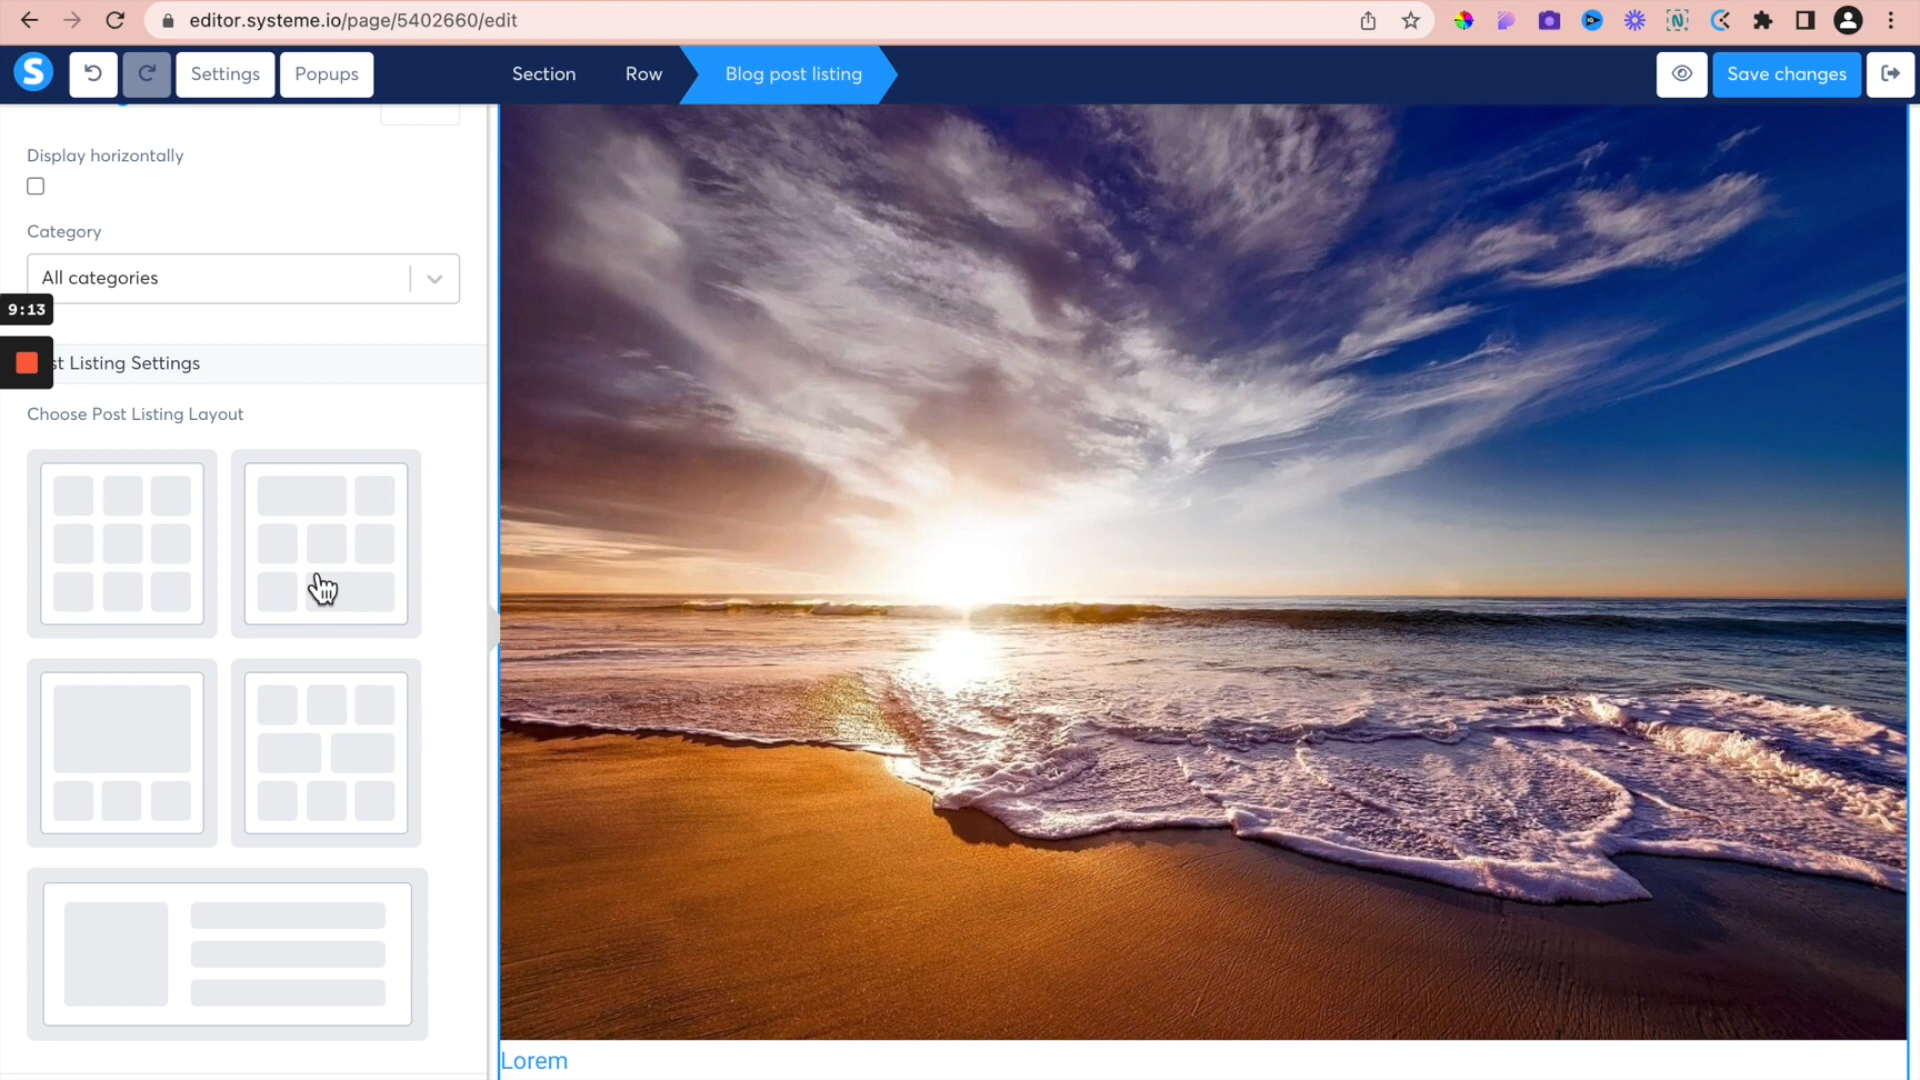 editor.systeme.io/page/5402660/edit
S
Settings
Popups
Section
Row
Blog post listing
Save changes
Display horizontally
Category
All categories
9:13
st Listing Settings
Choose Post Listing Layout
Lorem